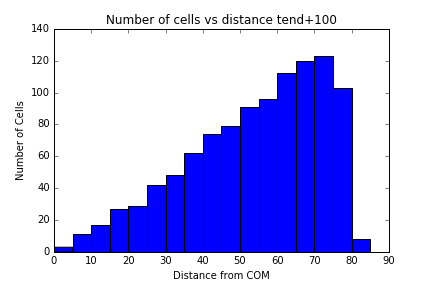 Number of cells vs distance tend+100
140
120
100
80
60
40
20
0
Number of Cells
0 10 20 30 40 50 60 70 80 90
Distance from COM